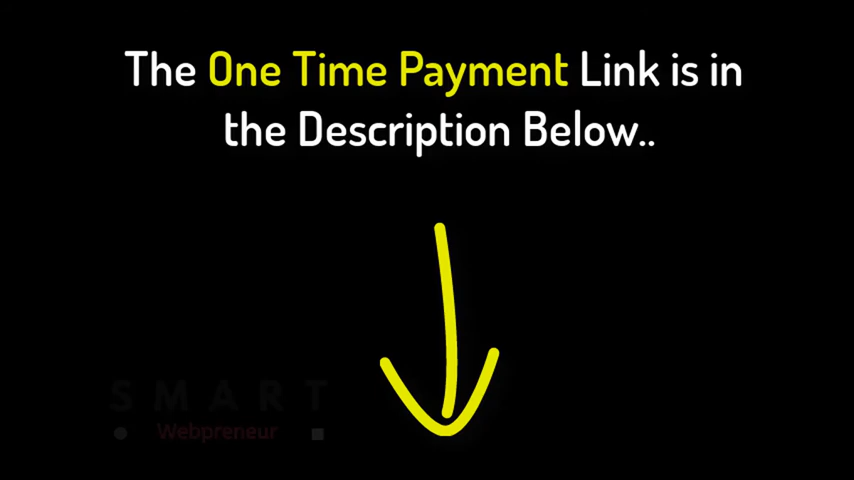 The One Time Payment Link is in
the Description Below..
SMART
Webpreneur